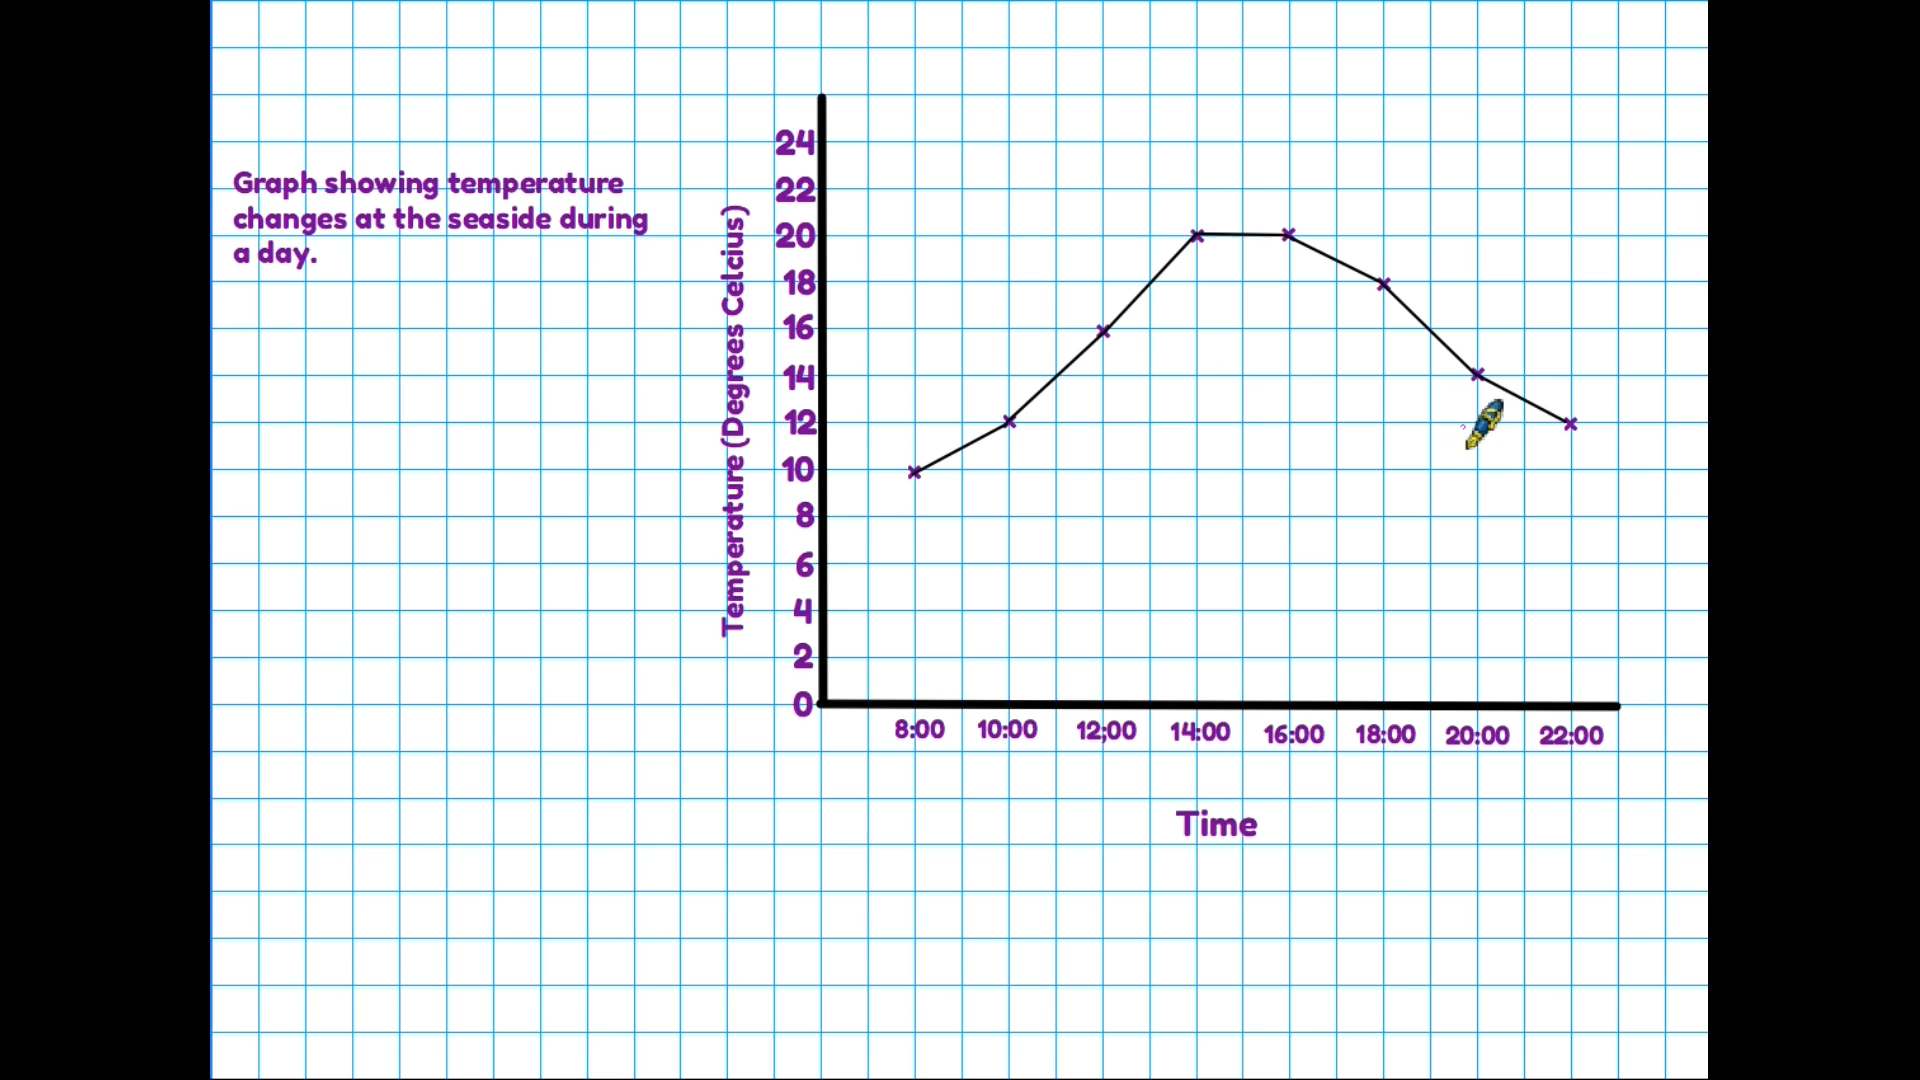 Graph showing temperature
changes at the seaside during
a day.
Temperature (Degrees Celcius)
24
22
20
18
16
14
12
10
8
6
4
2
0
8:00 10:00 12;00 14:00 16:00 18:00 20:00 22:00
Time